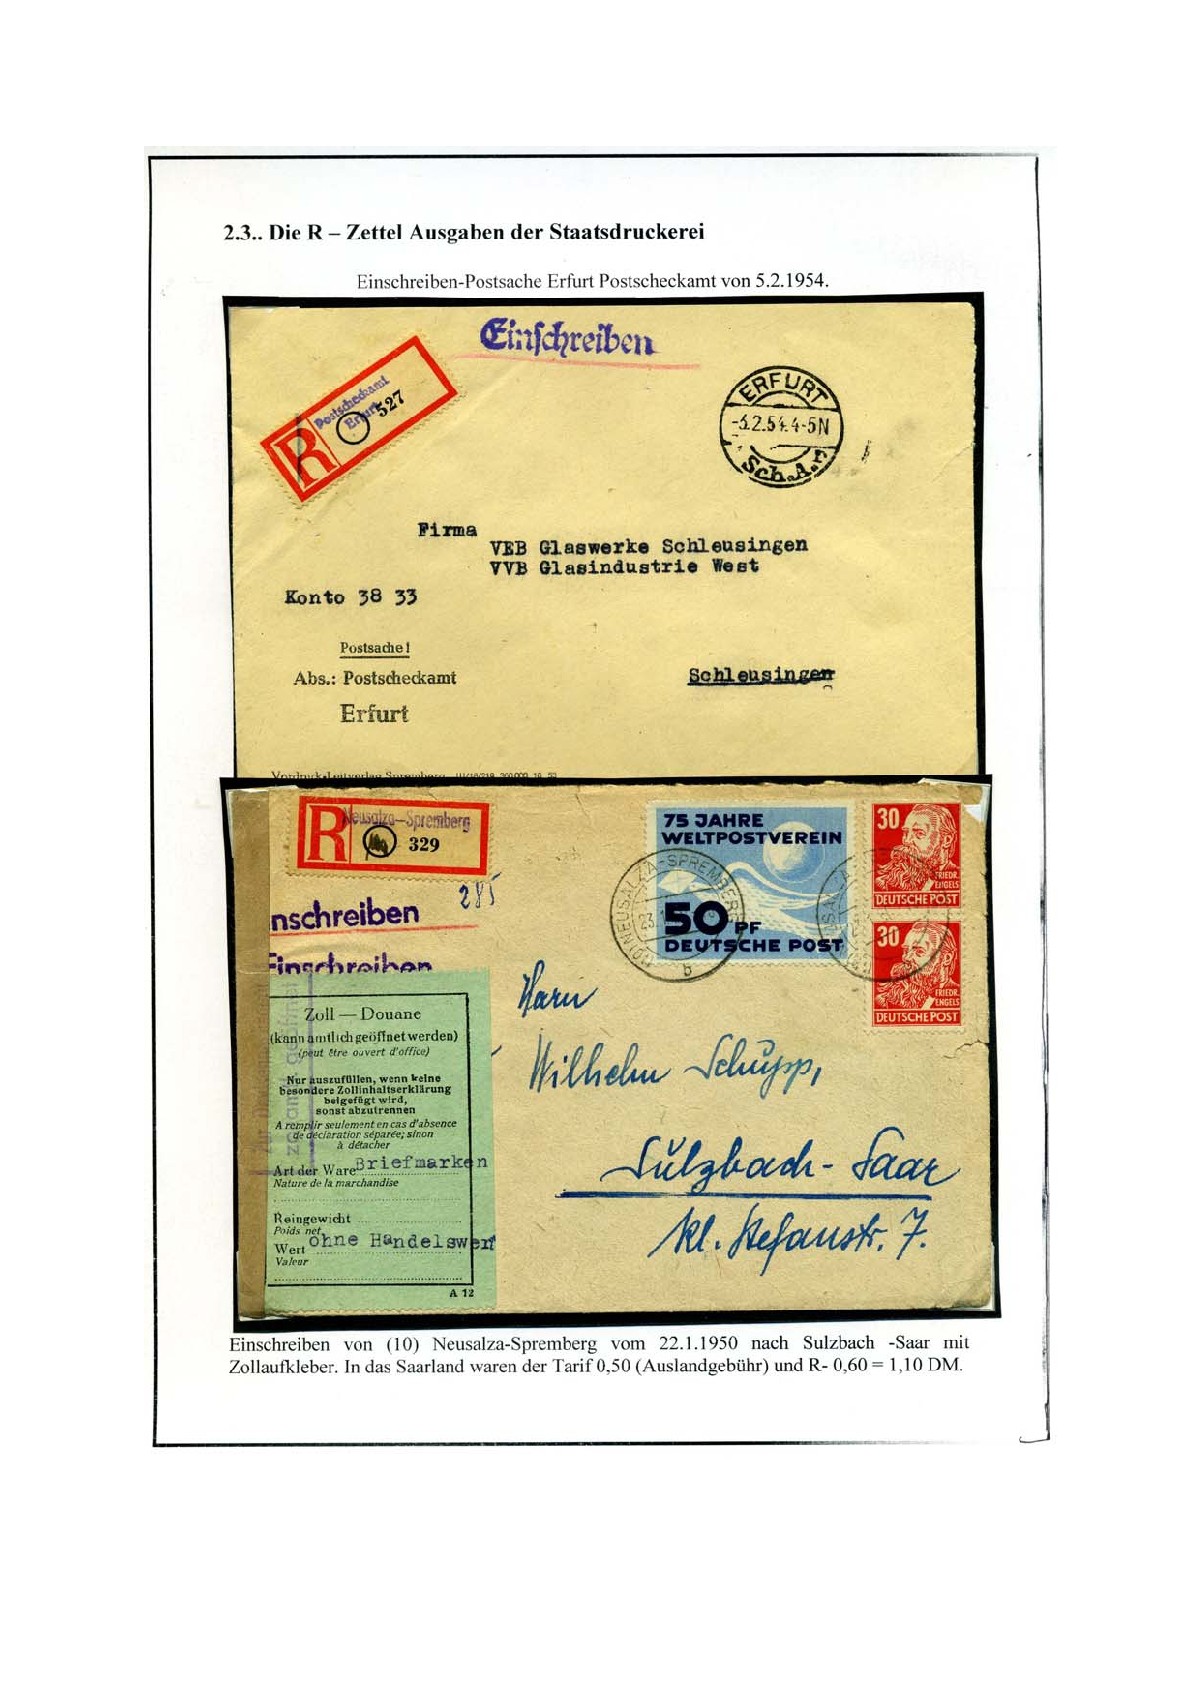 2.3.. Die R – Zettel Ausgaben der Staatsdruckerei
Einschreiben-Postsache Erfurt Postscheckamt von 5.2.1954.
Einschreiben
R
Postscheckamt
Erfurt
527
ERFURT
2.54.4-5N
Sch.A.
Firma
VEB Glaswerke Schleusingen
VVB Glasindustrie West
Konto 38 33
Postsache!
Abs.: Postscheckamt
Erfurt
Schleusingen
R
Neusalza-Spremberg
329
285
nschreiben
Einschreiben
75 JAHRE
WELTPOSTVEREIN
50 PF
DEUTSCHE POST
NEUSALZA-SPREMBERG
23.
b
30
FRIEDR.
ENGELS
DEUTSCHE POST
30
FRIEDR.
ENGELS
DEUTSCHE POST
Zoll — Douane
(kann amtlich geöffnet werden)
(peut être ouvert d'office)
Nur auszufüllen, wenn keine
besondere Zollinhaltserklärung
beigefügt wird,
sonst abzutrennen
A remplir seulement en cas d'absence
de déclaration séparée; sinon
à détacher
Art der Ware Briefmarken
Nature de la marchandise
Reingewicht
Poids net
Wert ohne Handelswert
Valeur
A 12
Herrn
Wilhelm Schupp,
Sulzbach-Saar
kl. Stefanstr. 7.
Einschreiben von (10) Neusalza-Spremberg vom 22.1.1950 nach Sulzbach -Saar mit
Zollaufkleber. In das Saarland waren der Tarif 0,50 (Auslandgebühr) und R- 0,60 = 1,10 DM.